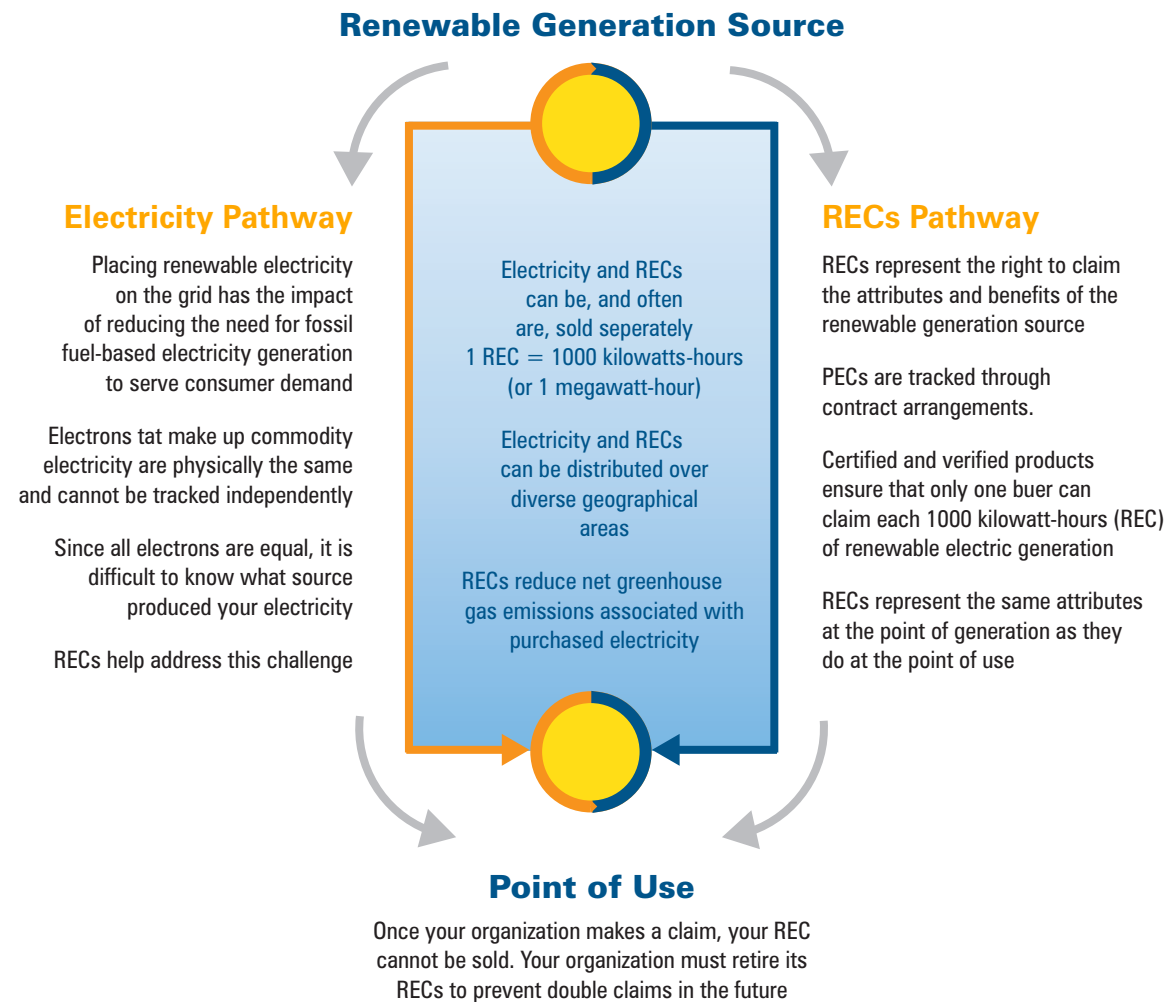 Renewable Generation Source
Electricity Pathway
Placing renewable electricity
on the grid has the impact
of reducing the need for fossil
fuel-based electricity generation
to serve consumer demand
Electrons tat make up commodity
electricity are physically the same
and cannot be tracked independently
Since all electrons are equal, it is
difficult to know what source
produced your electricity
RECs help address this challenge
Electricity and RECs
can be, and often
are, sold seperately
1 REC = 1000 kilowatts-hours
(or 1 megawatt-hour)
Electricity and RECs
can be distributed over
diverse geographical
areas
RECs reduce net greenhouse
gas emissions associated with
purchased electricity
RECs Pathway
RECs represent the right to claim
the attributes and benefits of the
renewable generation source
PECs are tracked through
contract arrangements.
Certified and verified products
ensure that only one buer can
claim each 1000 kilowatt-hours (REC)
of renewable electric generation
RECs represent the same attributes
at the point of generation as they
do at the point of use
Point of Use
Once your organization makes a claim, your REC
cannot be sold. Your organization must retire its
RECs to prevent double claims in the future